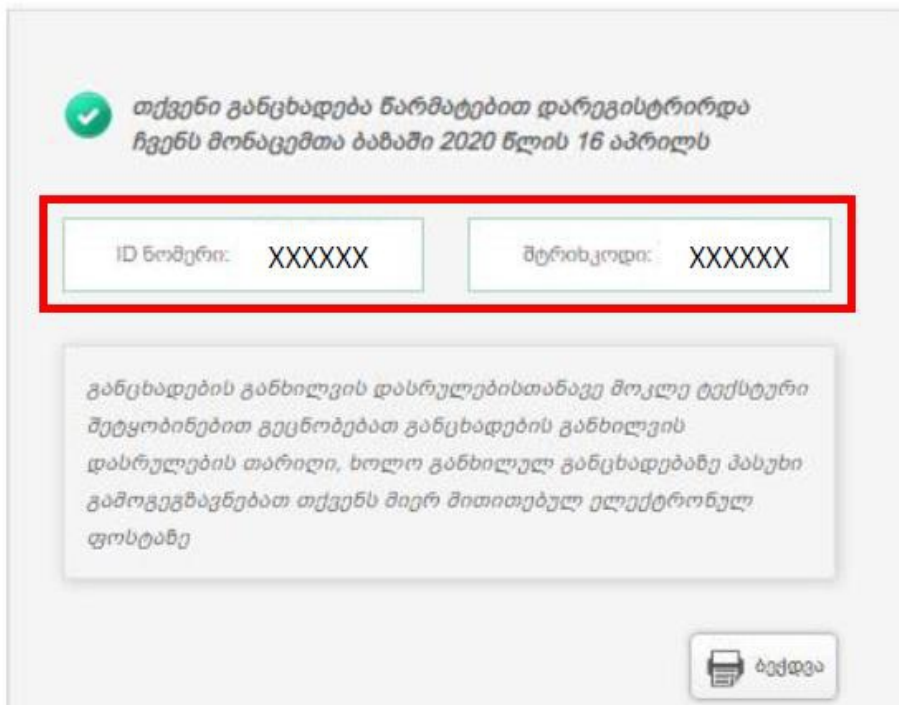 თქვენი განცხადება წარმატებით დარეგისტრირდა
ჩვენს მონაცემთა ბაზაში 2020 წლის 16 აპრილს
ID ნომერი: XXXXXX
შტრიხკოდი: XXXXXX
განცხადების განხილვის დასრულებისთანავე მოკლე ტექსტური
შეტყობინებით გეცნობებათ განცხადების განხილვის
დასრულების თარიღი, ხოლო განხილულ განცხადებაზე პასუხი
გამოგეგზავნებათ თქვენს მიერ მითითებულ ელექტრონულ
ფოსტაზე
ბეჭდვა